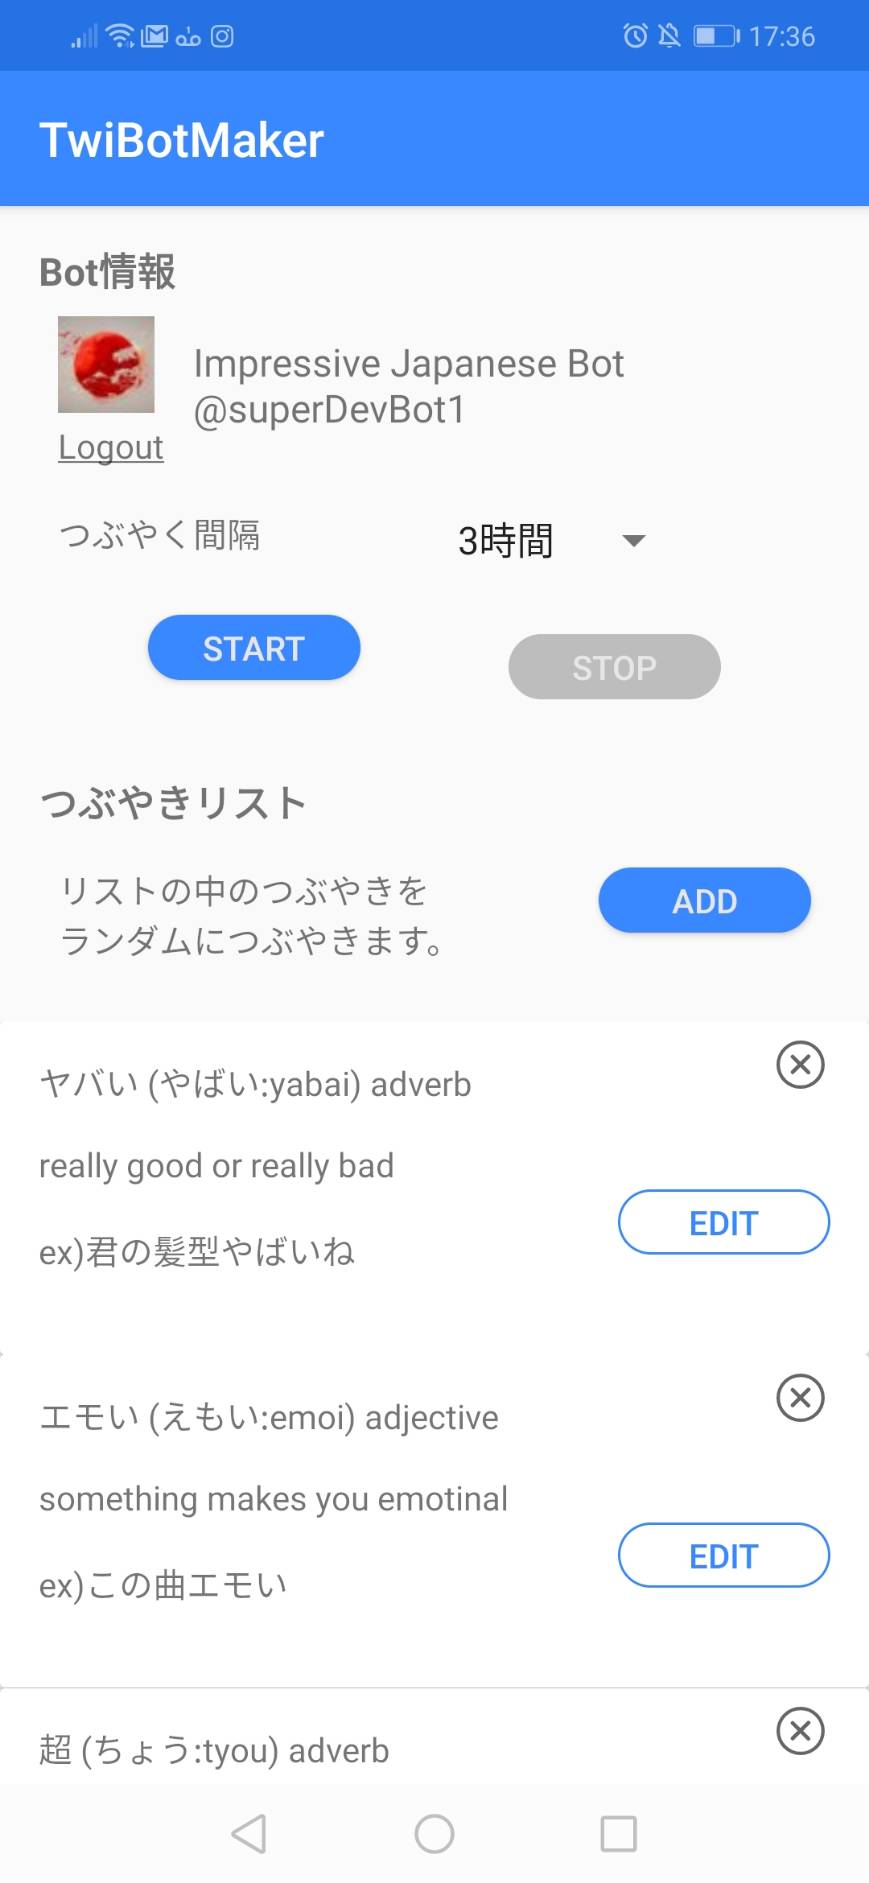 17:36
TwiBotMaker
Bot情報
Impressive Japanese Bot
@superDevBot1
Logout
つぶやく間隔
3時間
START
STOP
つぶやきリスト
リストの中のつぶやきを
ランダムにつぶやきます。
ADD
ヤバい (やばい:yabai) adverb
really good or really bad
EDIT
ex)君の髪型やばいね
エモい (えもい:emoi) adjective
something makes you emotinal
EDIT
ex)この曲エモい
超 (ちょう:tyou) adverb